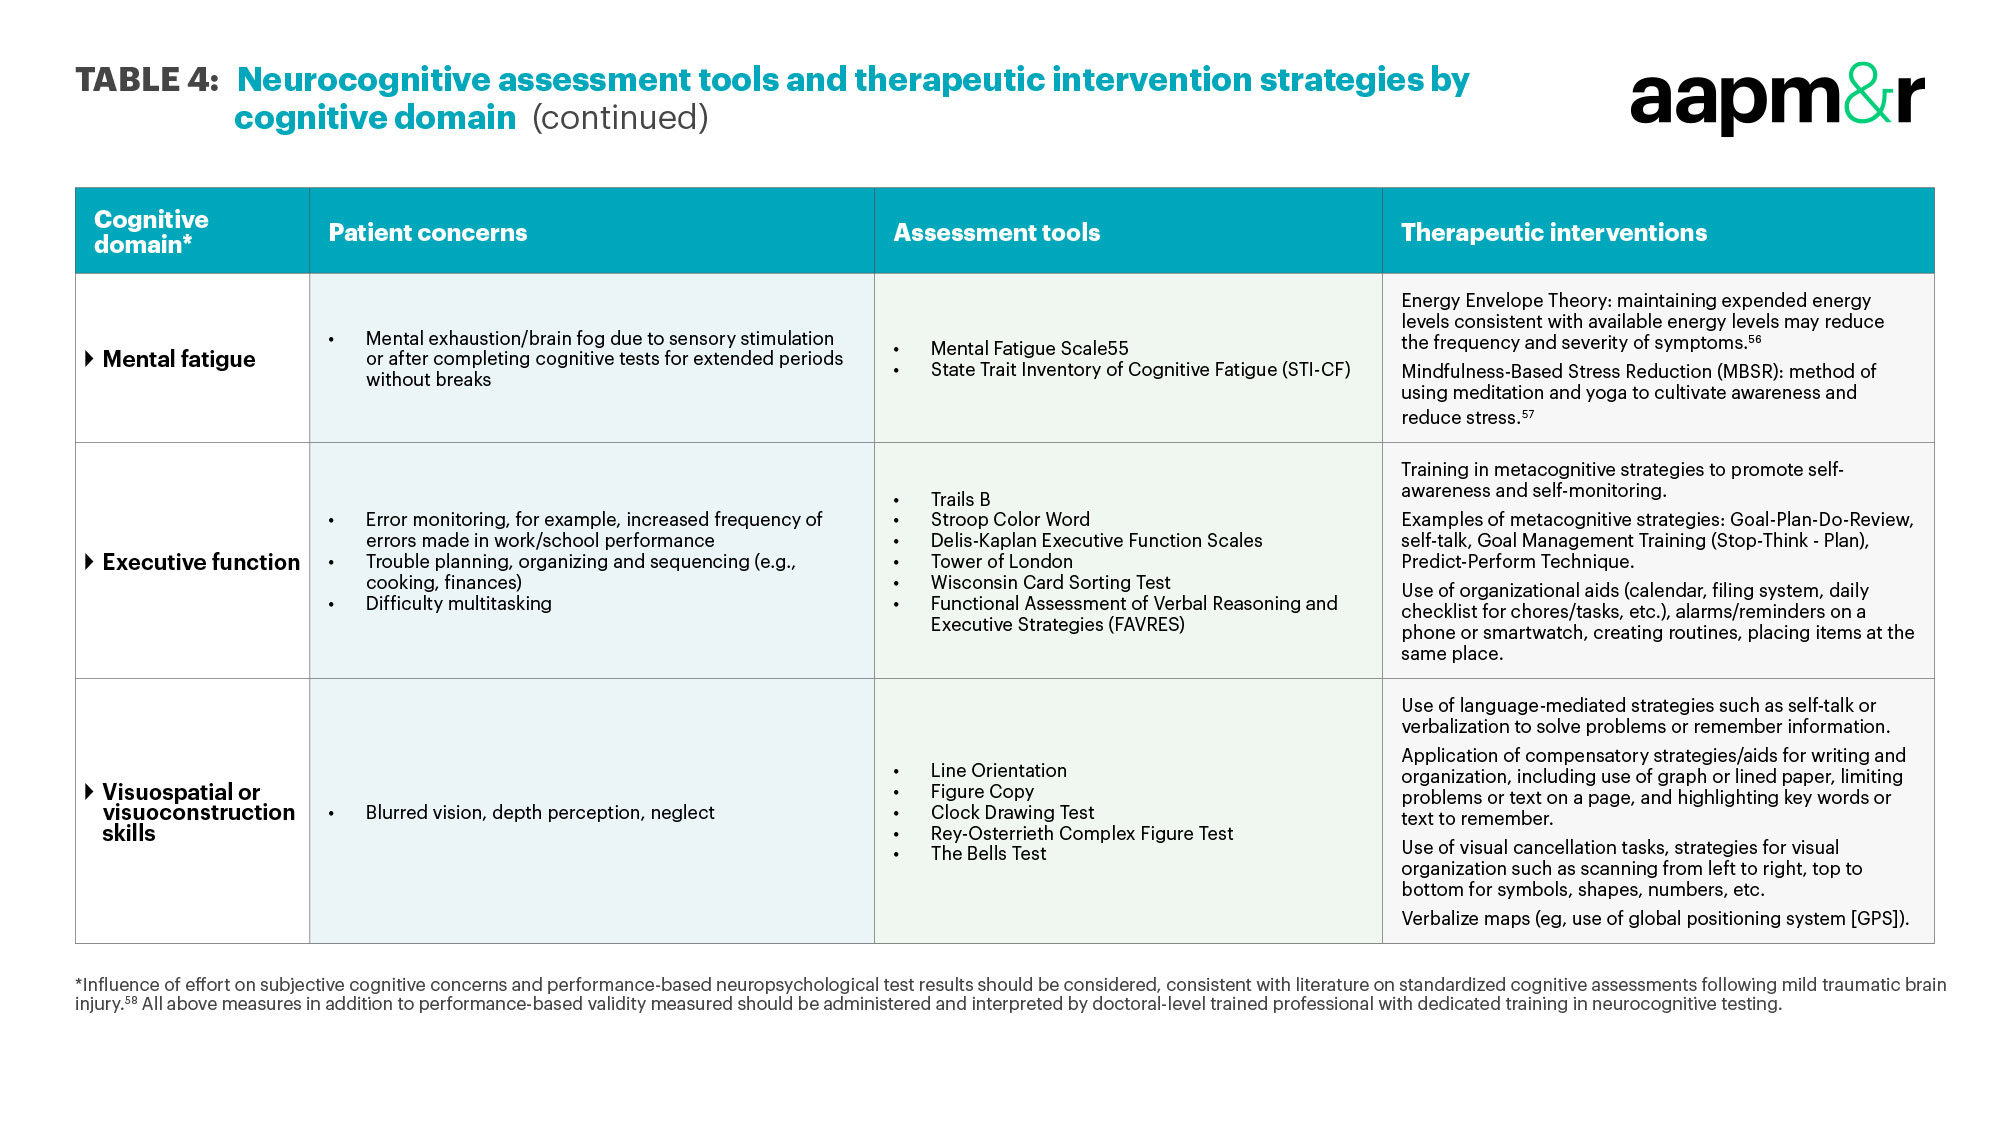 TABLE 4: Neurocognitive assessment tools and therapeutic intervention strategies by
cognitive domain (continued)
aapm&r
Cognitive
domain*
Patient concerns
Assessment tools
Therapeutic interventions
Mental fatigue
• Mental exhaustion/brain fog due to sensory stimulation
or after completing cognitive tests for extended periods
without breaks
• Mental Fatigue Scale55
• State Trait Inventory of Cognitive Fatigue (STI-CF)
Energy Envelope Theory: maintaining expended energy
levels consistent with available energy levels may reduce
the frequency and severity of symptoms.⁵⁶
Mindfulness-Based Stress Reduction (MBSR): method of
using meditation and yoga to cultivate awareness and
reduce stress.⁵⁷
Executive function
• Error monitoring, for example, increased frequency of
errors made in work/school performance
• Trouble planning, organizing and sequencing (e.g.,
cooking, finances)
• Difficulty multitasking
• Trails B
• Stroop Color Word
• Delis-Kaplan Executive Function Scales
• Tower of London
• Wisconsin Card Sorting Test
• Functional Assessment of Verbal Reasoning and
Executive Strategies (FAVRES)
Training in metacognitive strategies to promote self-
awareness and self-monitoring.
Examples of metacognitive strategies: Goal-Plan-Do-Review,
self-talk, Goal Management Training (Stop-Think - Plan),
Predict-Perform Technique.
Use of organizational aids (calendar, filing system, daily
checklist for chores/tasks, etc.), alarms/reminders on a
phone or smartwatch, creating routines, placing items at the
same place.
Visuospatial or
visuoconstruction
skills
• Blurred vision, depth perception, neglect
• Line Orientation
• Figure Copy
• Clock Drawing Test
• Rey-Osterrieth Complex Figure Test
• The Bells Test
Use of language-mediated strategies such as self-talk or
verbalization to solve problems or remember information.
Application of compensatory strategies/aids for writing and
organization, including use of graph or lined paper, limiting
problems or text on a page, and highlighting key words or
text to remember.
Use of visual cancellation tasks, strategies for visual
organization such as scanning from left to right, top to
bottom for symbols, shapes, numbers, etc.
Verbalize maps (eg, use of global positioning system [GPS]).
*Influence of effort on subjective cognitive concerns and performance-based neuropsychological test results should be considered, consistent with literature on standardized cognitive assessments following mild traumatic brain
injury.⁵⁸ All above measures in addition to performance-based validity measured should be administered and interpreted by doctoral-level trained professional with dedicated training in neurocognitive testing.